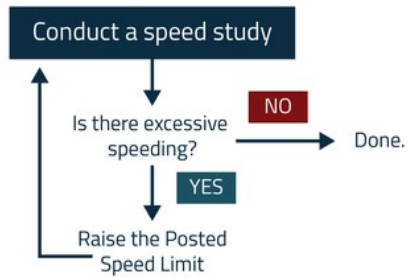 Conduct a speed study
NO
Is there excessive
speeding?
Done.
YES
Raise the Posted
Speed Limit